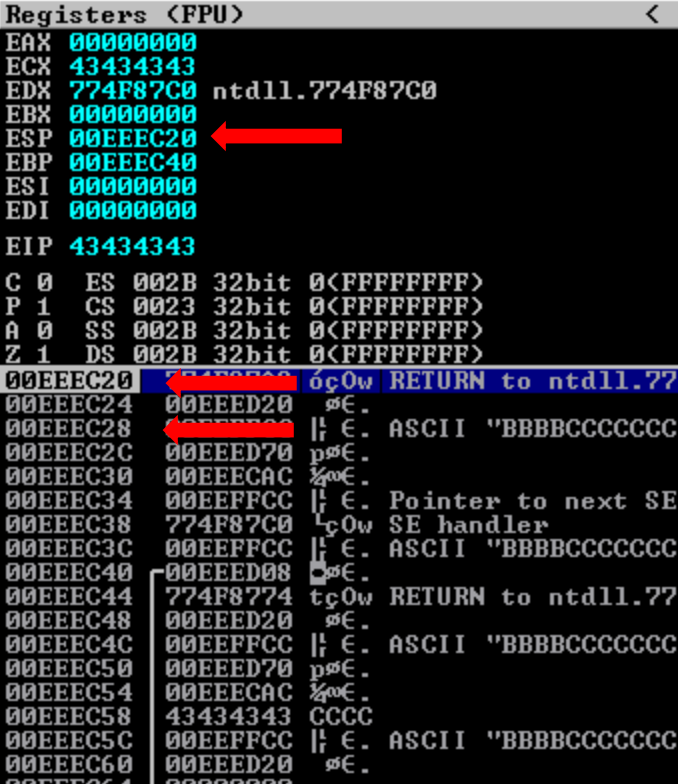 Registers (FPU) <
EAX 00000000
ECX 43434343
EDX 774F87C0 ntdll.774F87C0
EBX 00000000
ESP 00EEEC20
EBP 00EEEC40
ESI 00000000
EDI 00000000
EIP 43434343
C 0 ES 002B 32bit 0(FFFFFFFF)
P 1 CS 0023 32bit 0(FFFFFFFF)
A 0 SS 002B 32bit 0(FFFFFFFF)
Z 1 DS 002B 32bit 0(FFFFFFFF)
00EEEC20 óçOw RETURN to ntdll.77
00EEEC24 00EEED20 ø∈.
00EEEC28 ∈. ASCII "BBBBCCCCCCC
00EEEC2C 00EEED70 pø∈.
00EEEC30 00EEECAC ¼∞∈.
00EEEC34 00EEFFCC ∈. Pointer to next SE
00EEEC38 774F87C0 └çOw SE handler
00EEEC3C 00EEFFCC ∈. ASCII "BBBBCCCCCCC
00EEEC40 00EEED08 ◘ø∈.
00EEEC44 774F8774 tçOw RETURN to ntdll.77
00EEEC48 00EEED20 ø∈.
00EEEC4C 00EEFFCC ∈. ASCII "BBBBCCCCCCC
00EEEC50 00EEED70 pø∈.
00EEEC54 00EEECAC ¼∞∈.
00EEEC58 43434343 CCCC
00EEEC5C 00EEFFCC ∈. ASCII "BBBBCCCCCCC
00EEEC60 00EEED20 ø∈.